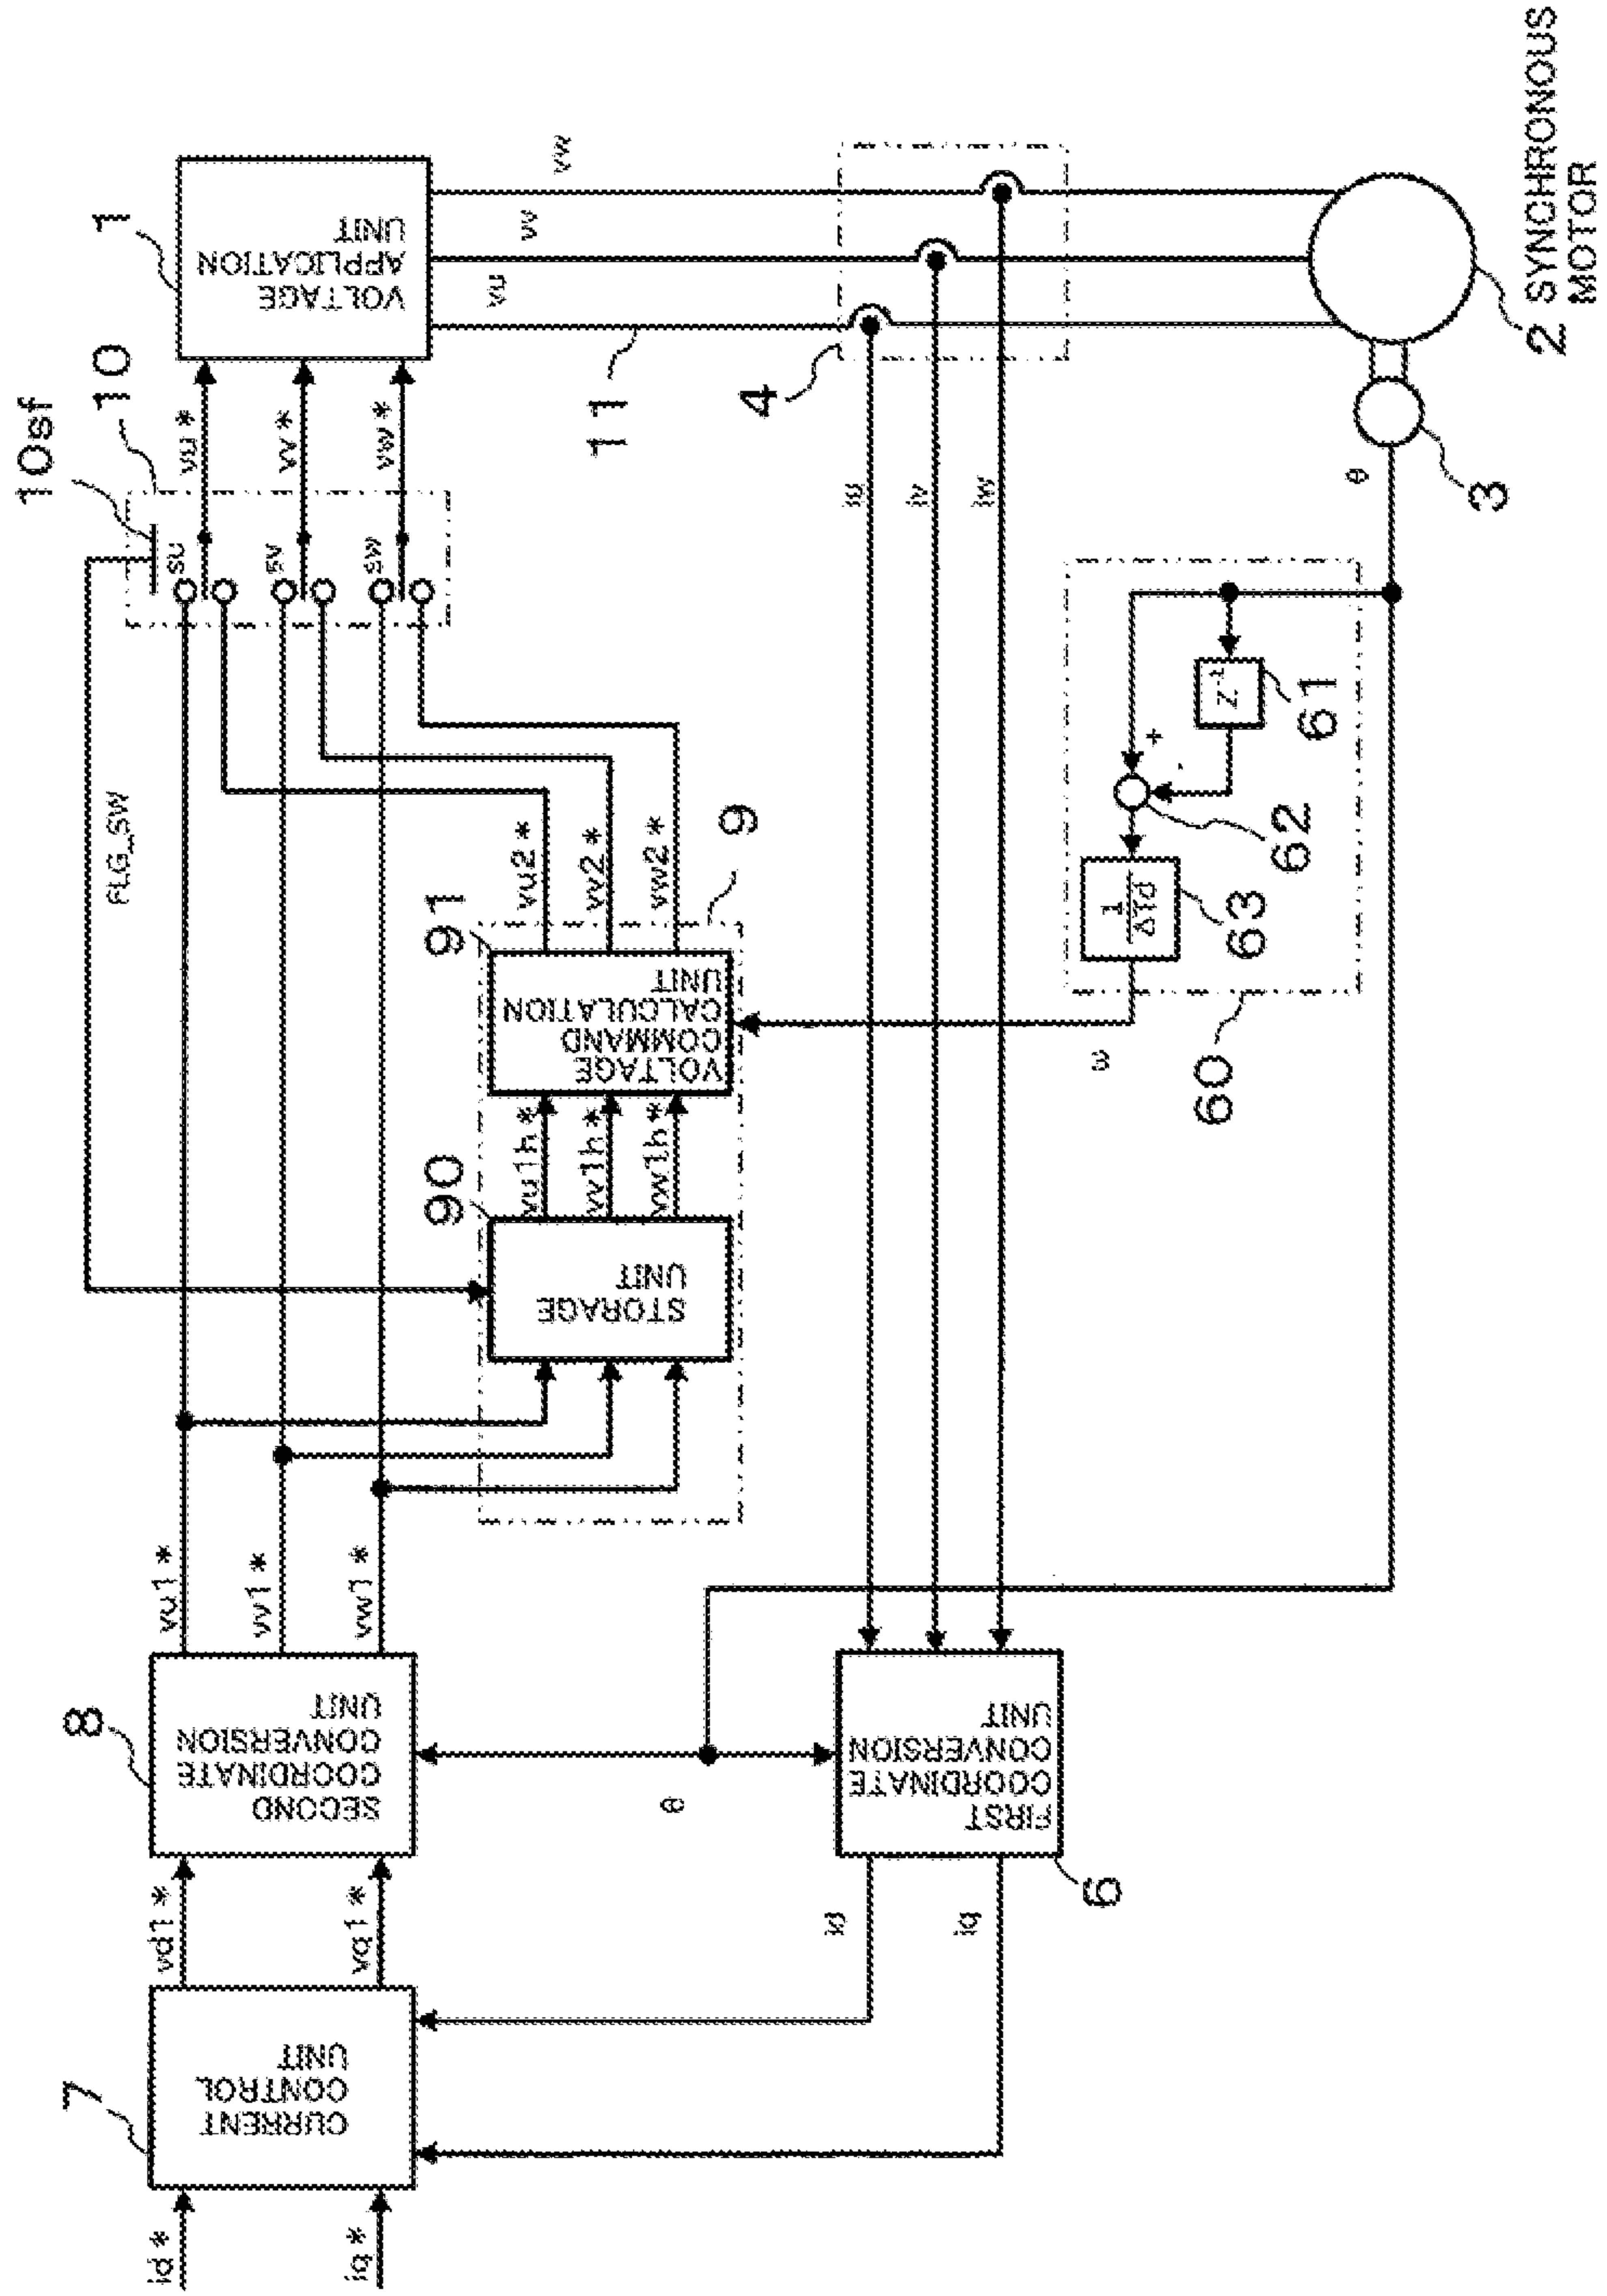 10sf
10
1
FLG_SW
su
sv
sw
vu*
vv*
vw*
VOLTAGE
APPLICATION
UNIT
vu
vv
vw
11
4
7
CURRENT
CONTROL
UNIT
id*
iq*
vd1*
vq1*
8
SECOND
COORDINATE
CONVERSION
UNIT
vu1*
vv1*
vw1*
90
STORAGE
UNIT
vu1h*
vv1h*
vw1h*
91
VOLTAGE
COMMAND
CALCULATION
UNIT
vu2*
vv2*
vw2*
9
θ
id
iq
FIRST
COORDINATE
CONVERSION
UNIT
6
iu
iv
iw
ω
60
1
ΔTd
63
62
+
-
Z⁻¹
61
θ
3
2 SYNCHRONOUS
MOTOR